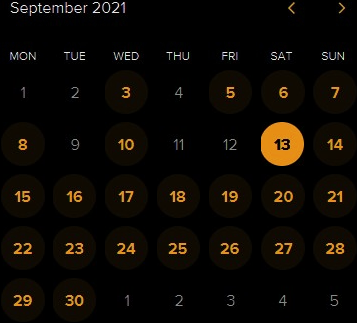 September 2021
MON TUE WED THU FRI SAT SUN
1 2 3 4 5 6 7
8 9 10 11 12 13 14
15 16 17 18 19 20 21
22 23 24 25 26 27 28
29 30 1 2 3 4 5